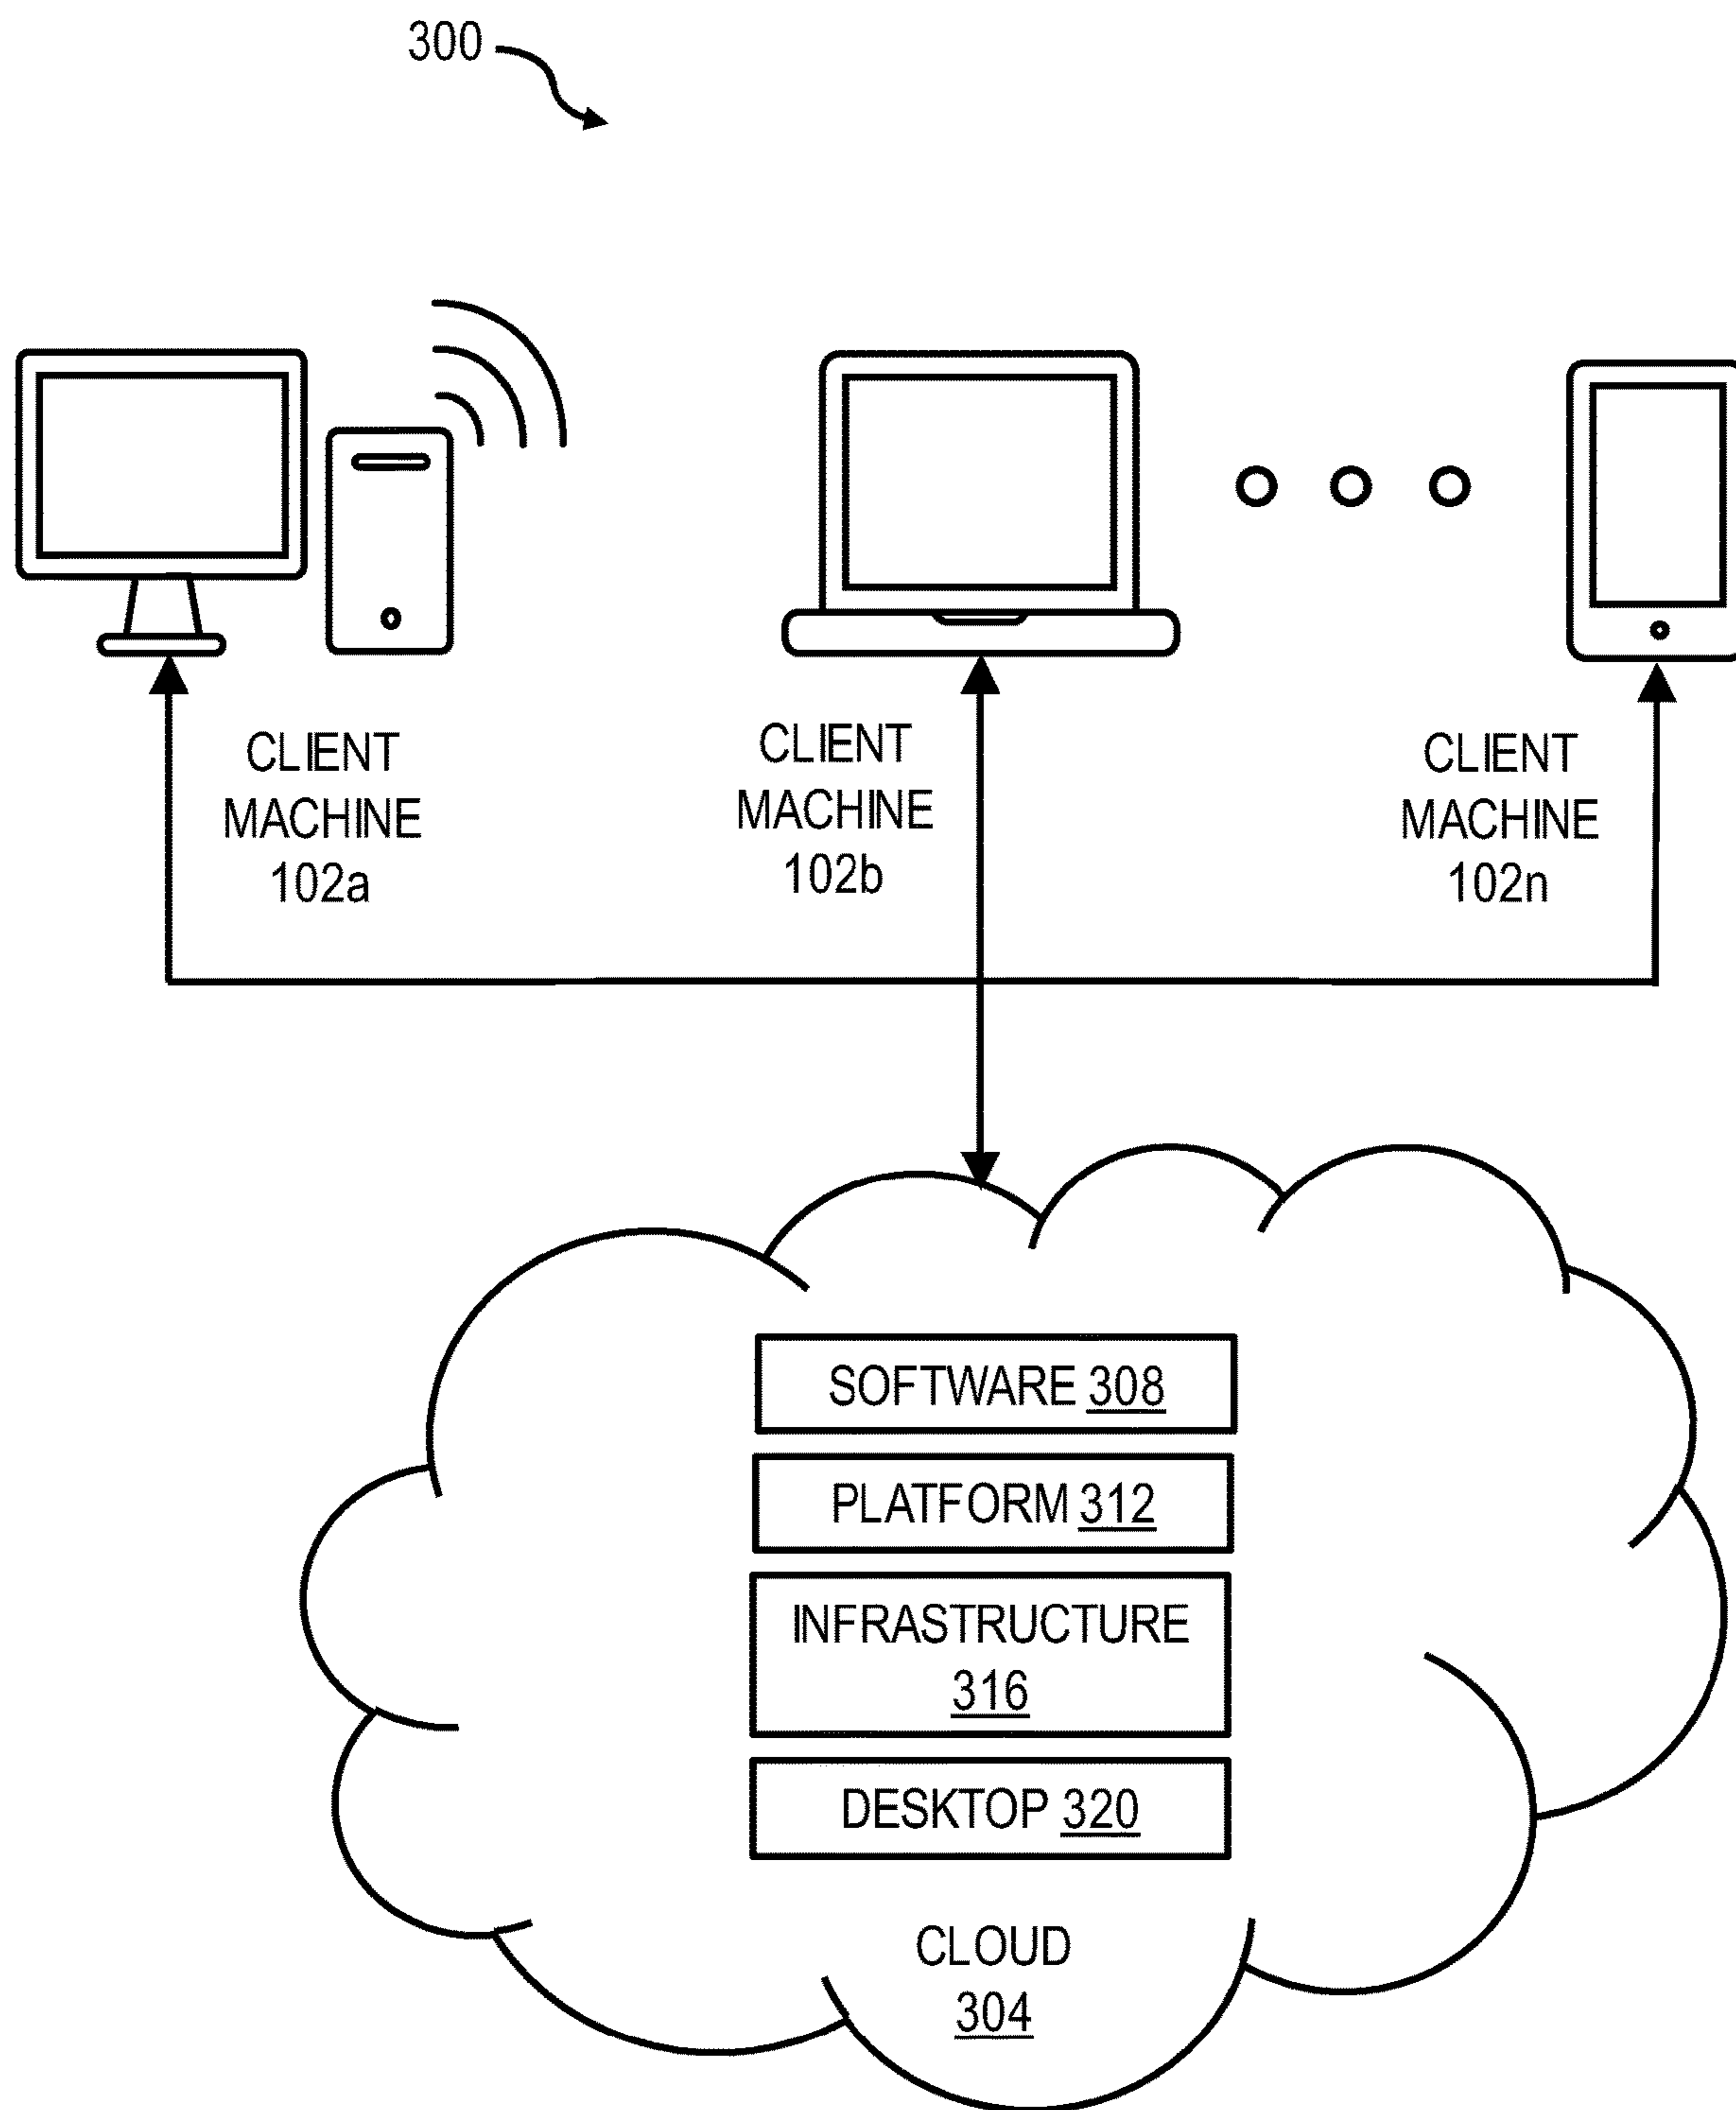 300
CLIENT
MACHINE
102a
CLIENT
MACHINE
102b
CLIENT
MACHINE
102n
SOFTWARE 308
PLATFORM 312
INFRASTRUCTURE
316
DESKTOP 320
CLOUD
304